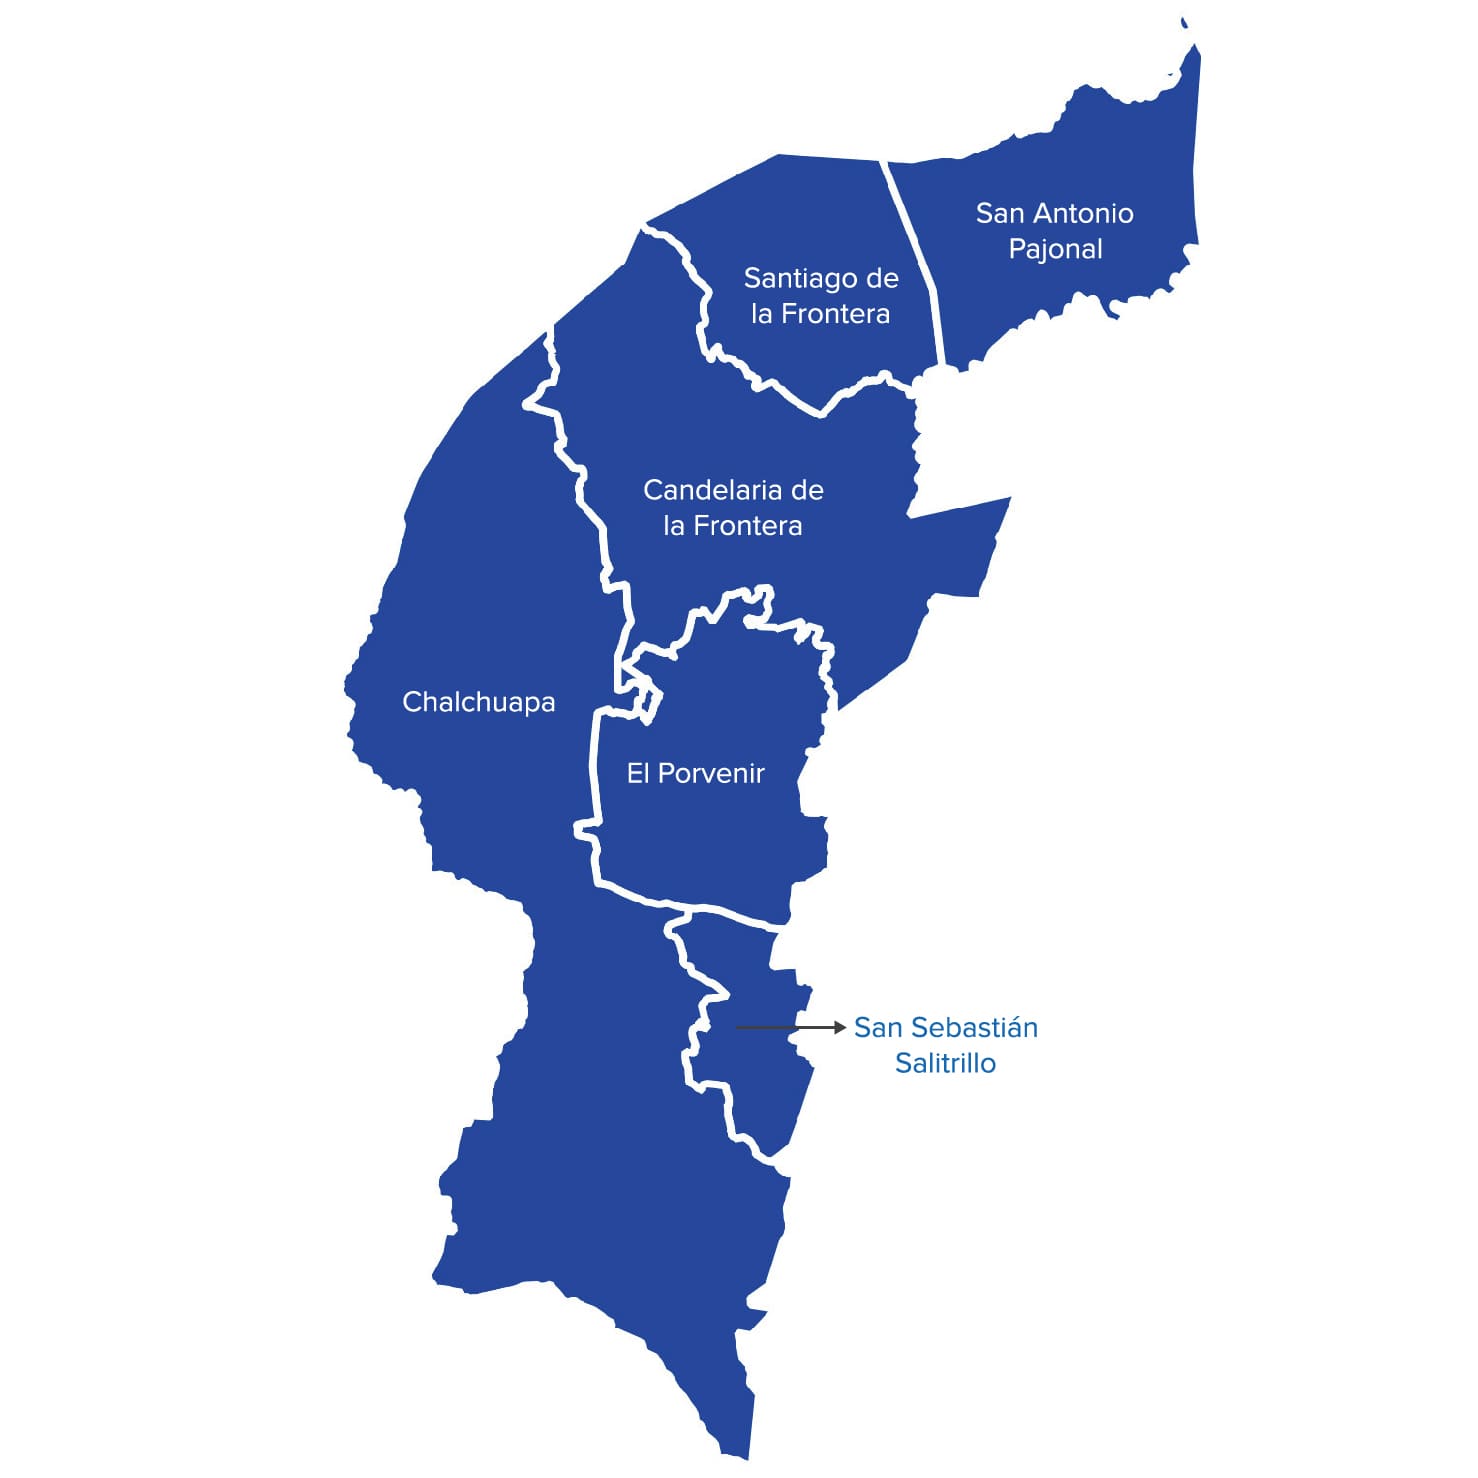 San Antonio
Pajonal
Santiago de
la Frontera
Candelaria de
la Frontera
Chalchuapa
El Porvenir
San Sebastián
Salitrillo